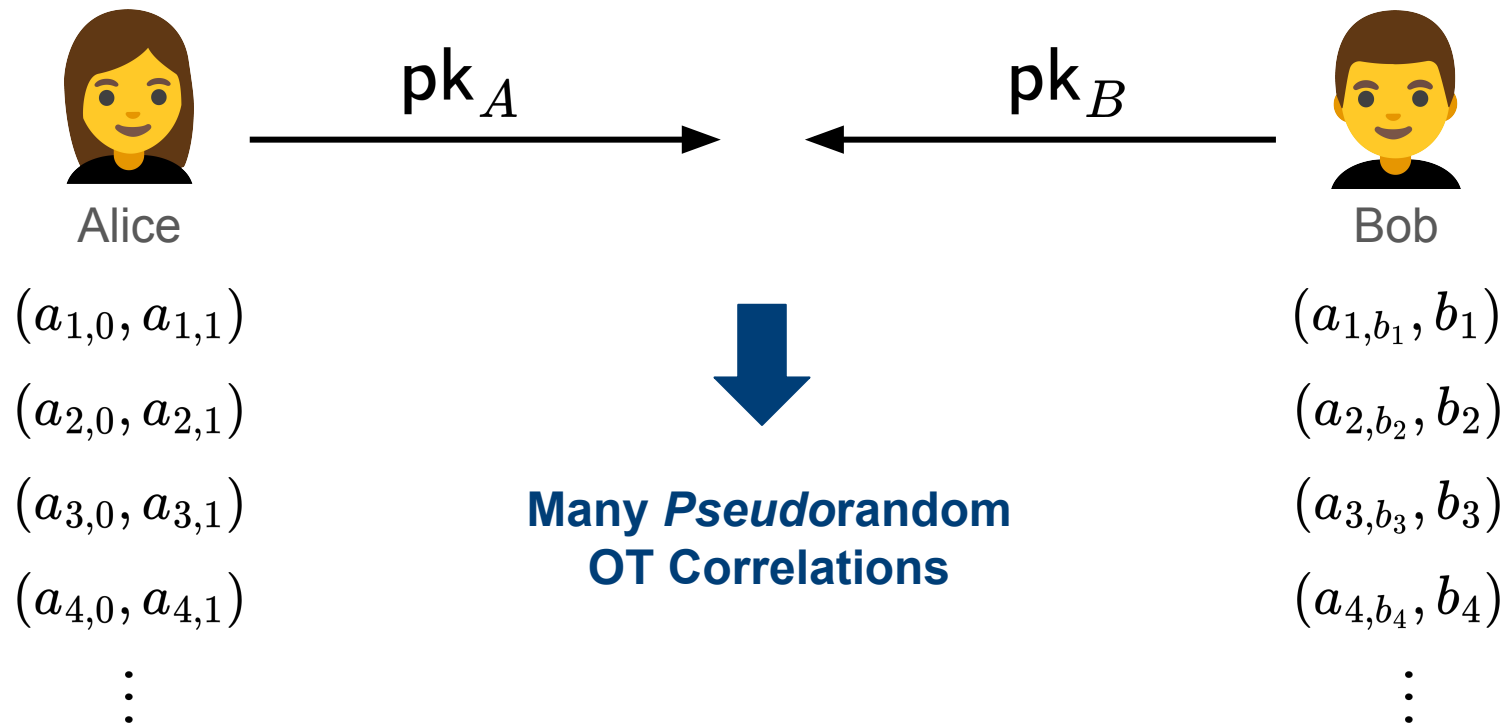 pk_A
pk_B
Alice
Bob
(a_{1,0}, a_{1,1})
(a_{1,b_1}, b_1)
(a_{2,0}, a_{2,1})
(a_{2,b_2}, b_2)
(a_{3,0}, a_{3,1})
(a_{3,b_3}, b_3)
Many Pseudorandom
OT Correlations
(a_{4,0}, a_{4,1})
(a_{4,b_4}, b_4)
⋮
⋮